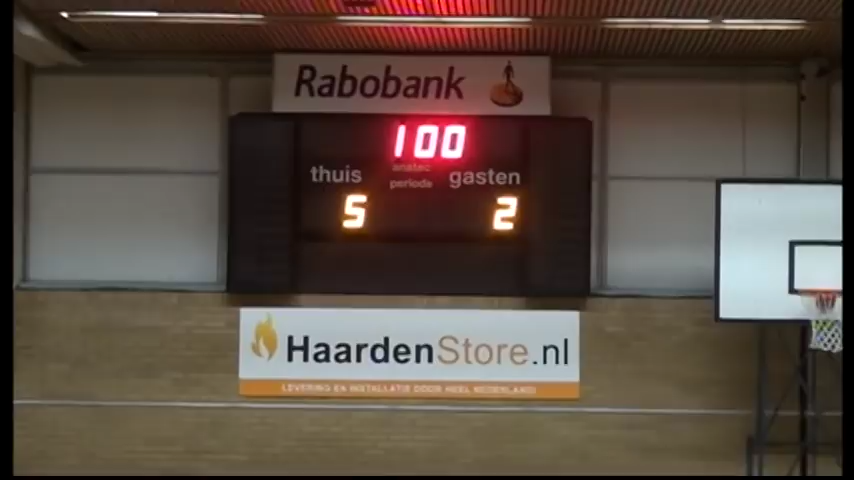 Rabobank
100
anatec
thuis periode gasten
5 2
HaardenStore.nl
LEVERING EN INSTALLATIE DOOR HEEL NEDERLAND!